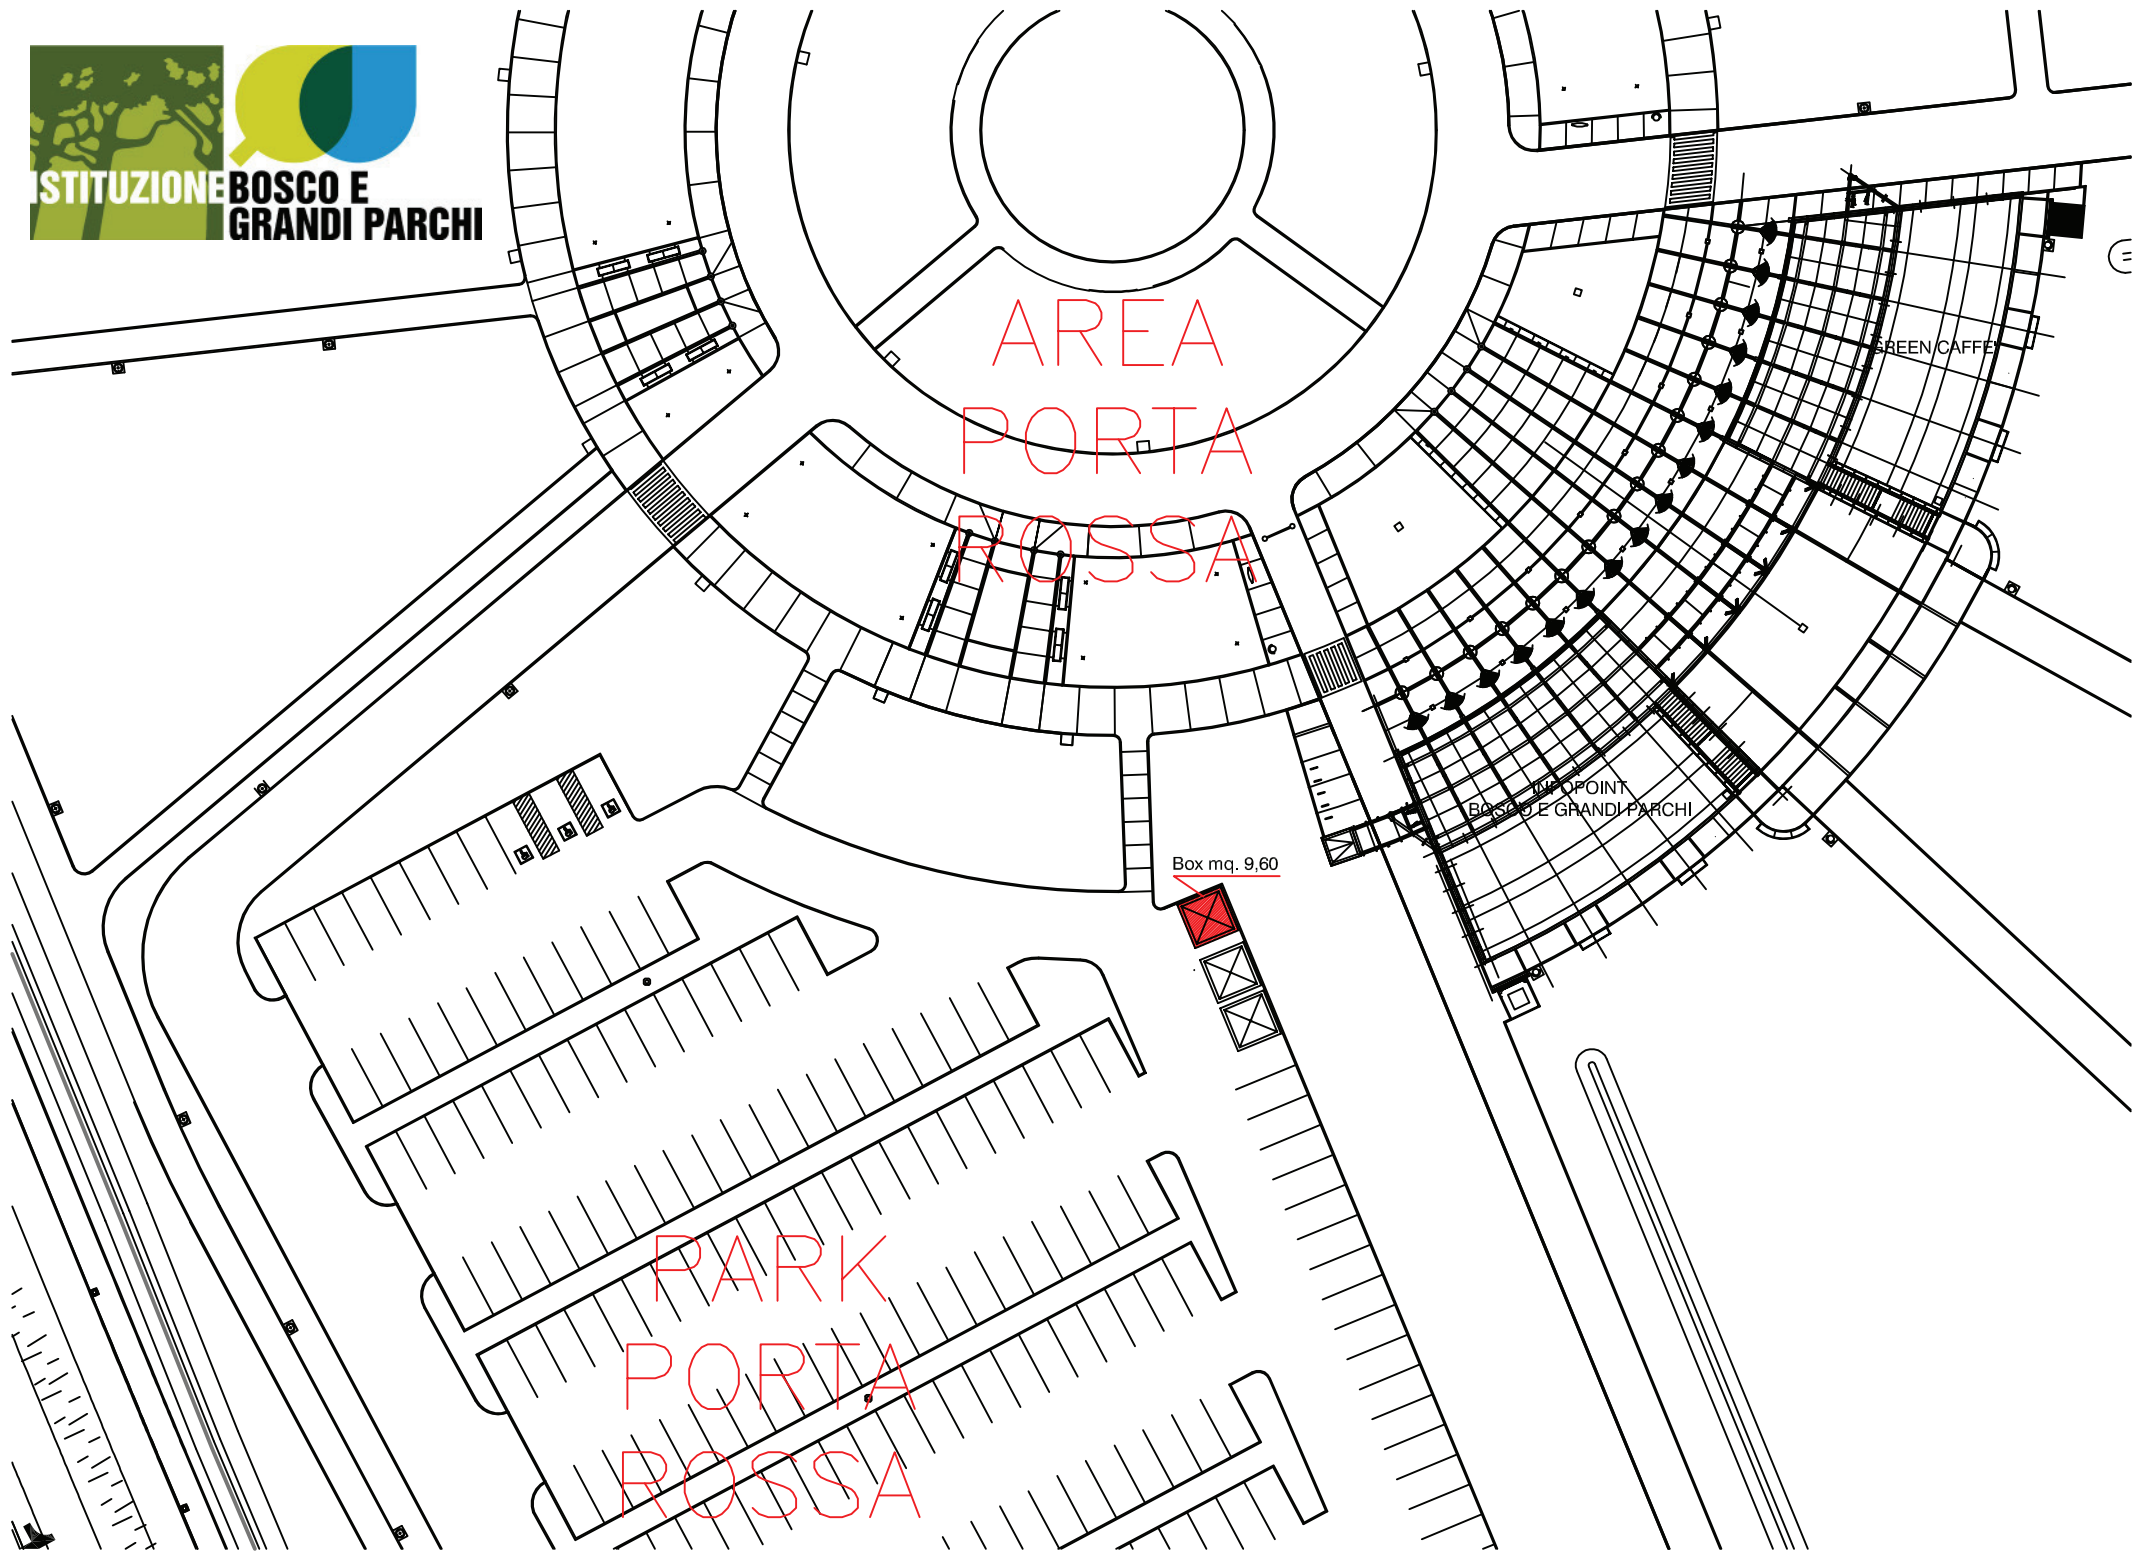 ISTITUZIONE BOSCO E
GRANDI PARCHI
AREA
PORTA
ROSSA
GREEN CAFFE'
INFOPOINT
BOSCO E GRANDI PARCHI
Box mq. 9,60
PARK
PORTA
ROSSA